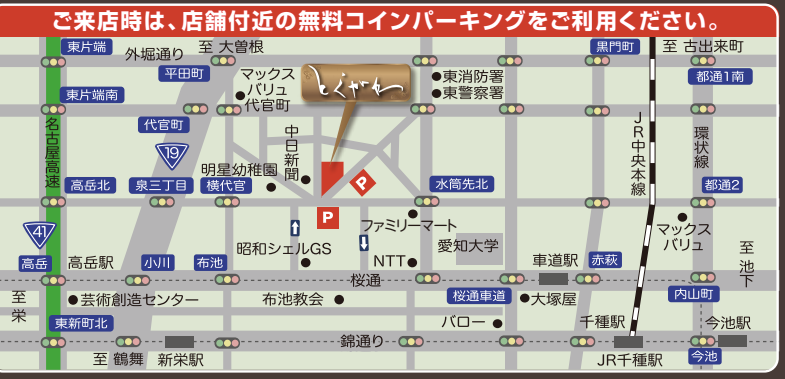 ご来店時は、店舗付近の無料コインパーキングをご利用ください。
東片端
外堀通り
至 大曽根
黒門町
至 古出来町
平田町
マックス
バリュ
代官町
とくがわ
東消防署
東警察署
都通1南
東片端南
代官町
名古屋高速
中日新聞
JR中央本線
環状線
19
明星幼稚園
高岳北
泉三丁目
横代官
P
水筒先北
都通2
P
41
ファミリーマート
マックス
バリュ
昭和シェルGS
愛知大学
高岳
高岳駅
小川
布池
NTT
車道駅
赤萩
至 池下
桜通
至 栄
芸術創造センター
布池教会
桜通車道
大塚屋
内山町
東新町北
バロー
千種駅
今池駅
錦通り
至 鶴舞
新栄駅
JR千種駅
今池